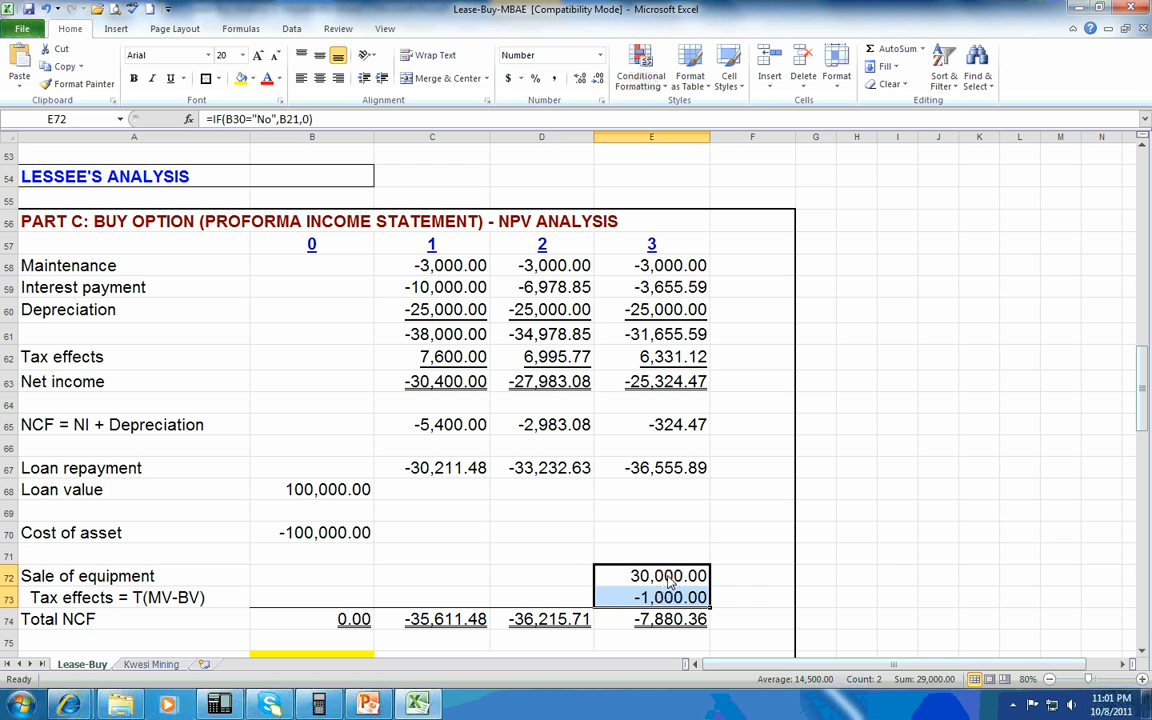 Lease-Buy-MBAE [Compatibility Mode] - Microsoft Excel
File Home Insert Page Layout Formulas Data Review View
Paste Cut Copy Format Painter Clipboard
Arial 20 A A B I U A Font
Wrap Text Merge & Center Alignment
Number $ % , Number
Conditional Formatting Format as Table Cell Styles Styles
Insert Delete Format Cells
AutoSum Fill Clear Sort & Filter Find & Select Editing
E72 fx =IF(B30="No",B21,0)
A B C D E F G H I J K L M N
53
54 LESSEE'S ANALYSIS
55
56 PART C: BUY OPTION (PROFORMA INCOME STATEMENT) - NPV ANALYSIS
57 0 1 2 3
58 Maintenance -3,000.00 -3,000.00 -3,000.00
59 Interest payment -10,000.00 -6,978.85 -3,655.59
60 Depreciation -25,000.00 -25,000.00 -25,000.00
61 -38,000.00 -34,978.85 -31,655.59
62 Tax effects 7,600.00 6,995.77 6,331.12
63 Net income -30,400.00 -27,983.08 -25,324.47
64
65 NCF = NI + Depreciation -5,400.00 -2,983.08 -324.47
66
67 Loan repayment -30,211.48 -33,232.63 -36,555.89
68 Loan value 100,000.00
69
70 Cost of asset -100,000.00
71
72 Sale of equipment 30,000.00
73 Tax effects = T(MV-BV) -1,000.00
74 Total NCF 0.00 -35,611.48 -36,215.71 -7,880.36
75
Lease-Buy Kwesi Mining
Ready Average: 14,500.00 Count: 2 Sum: 29,000.00 80%
11:01 PM
10/8/2011